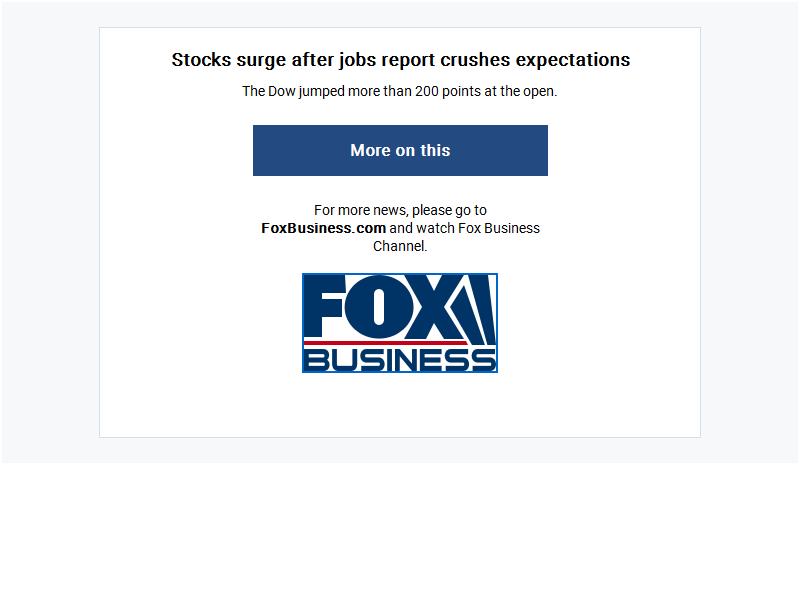 Stocks surge after jobs report crushes expectations
The Dow jumped more than 200 points at the open.
More on this
For more news, please go to
FoxBusiness.com and watch Fox Business
Channel.
FOX
BUSINESS